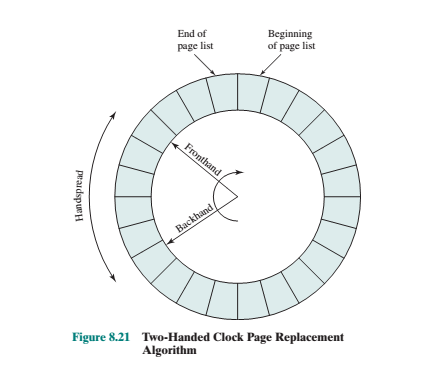 End of
page list
Beginning
of page list
Handspread
Fronthand
Backhand
Figure 8.21 Two-Handed Clock Page Replacement
Algorithm